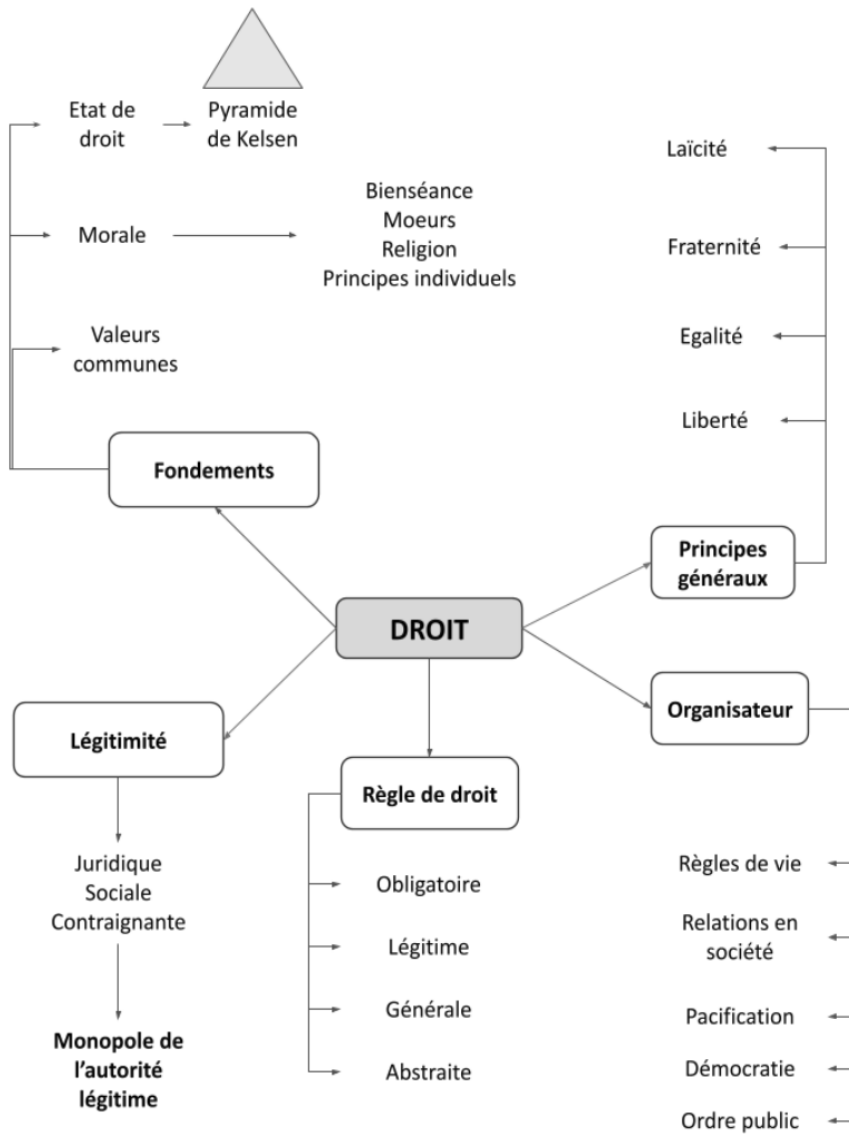 Etat de
droit
Pyramide
de Kelsen
Morale
Bienséance
Moeurs
Religion
Principes individuels
Valeurs
communes
Fondements
Laïcité
Fraternité
Egalité
Liberté
Principes
généraux
DROIT
Organisateur
Légitimité
Règle de droit
Juridique
Sociale
Contraignante
Monopole de
l’autorité
légitime
Obligatoire
Légitime
Générale
Abstraite
Règles de vie
Relations en
société
Pacification
Démocratie
Ordre public